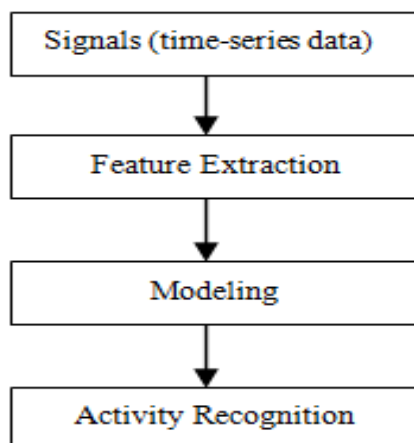 Signals (time-series data)
Feature Extraction
Modeling
Activity Recognition